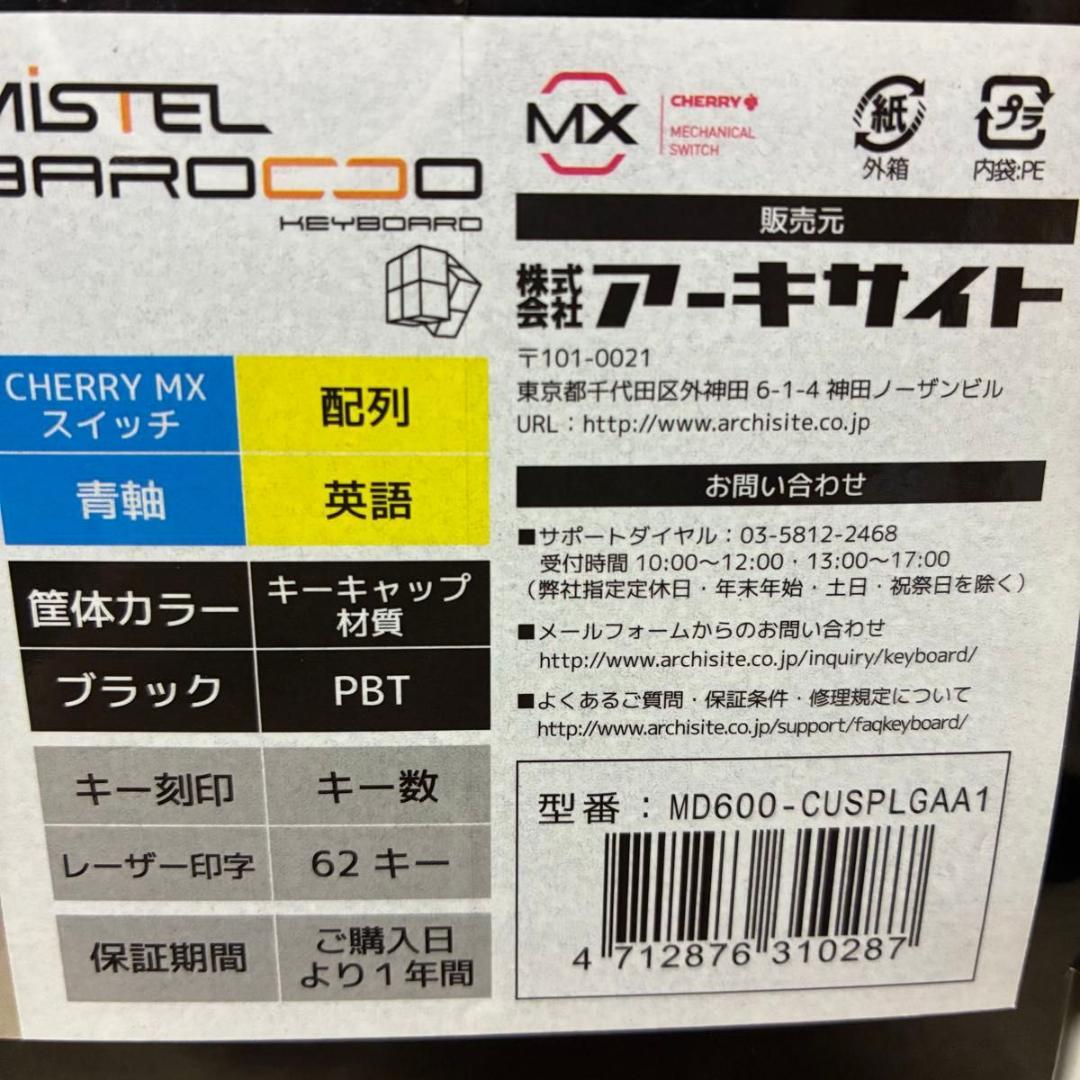 MiSTEL
BAROCCO
KEYBOARD
CHERRY MX
スイッチ
配列
青軸
英語
筐体カラー
キーキャップ
材質
ブラック
PBT
キー刻印
キー数
レーザー印字
62 キー
保証期間
ご購入日
より1年間
MX
CHERRY
MECHANICAL
SWITCH
紙
外箱
プラ
内袋:PE
販売元
株式会社アーキサイト
〒101-0021
東京都千代田区外神田 6-1-4 神田ノーザンビル
URL：http://www.archisite.co.jp
お問い合わせ
■サポートダイヤル：03-5812-2468
受付時間 10:00～12:00・13:00～17:00
（弊社指定定休日・年末年始・土日・祝祭日を除く）
■メールフォームからのお問い合わせ
http://www.archisite.co.jp/inquiry/keyboard/
■よくあるご質問・保証条件・修理規定について
http://www.archisite.co.jp/support/faqkeyboard/
型番：MD600-CUSPLGAA1
4 712876 310287